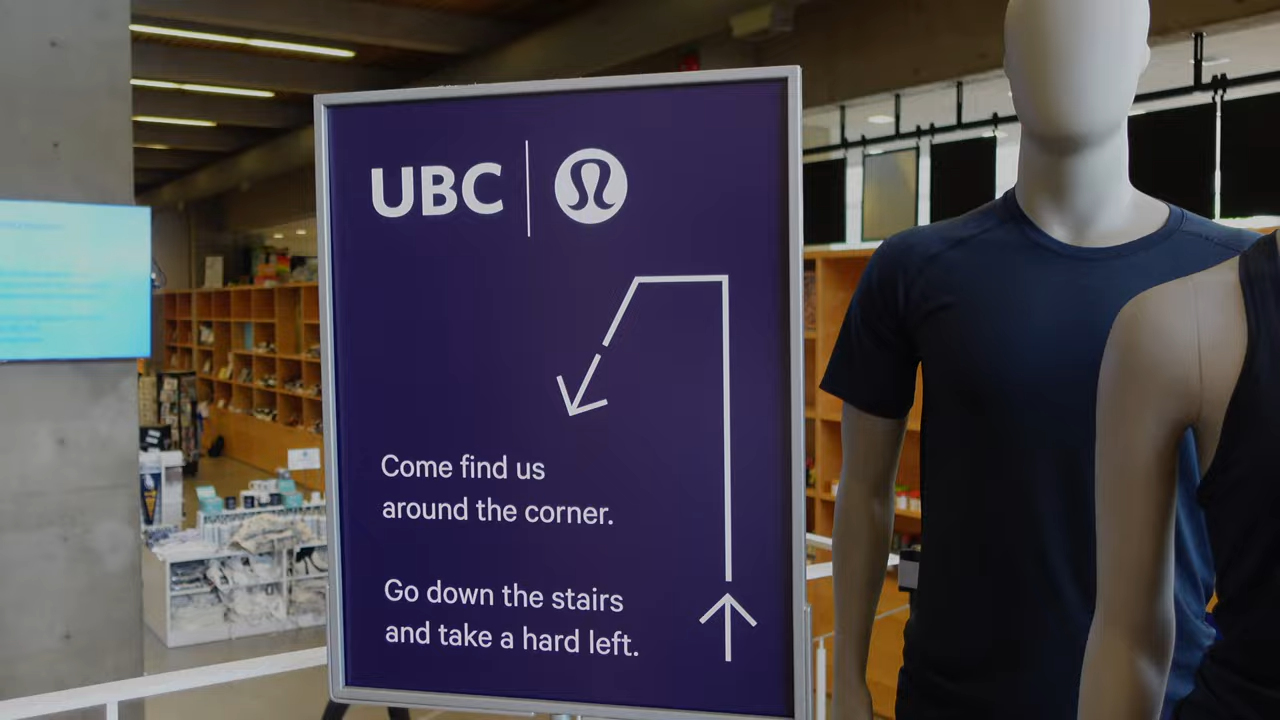 UBC
Come find us
around the corner.
Go down the stairs
and take a hard left.